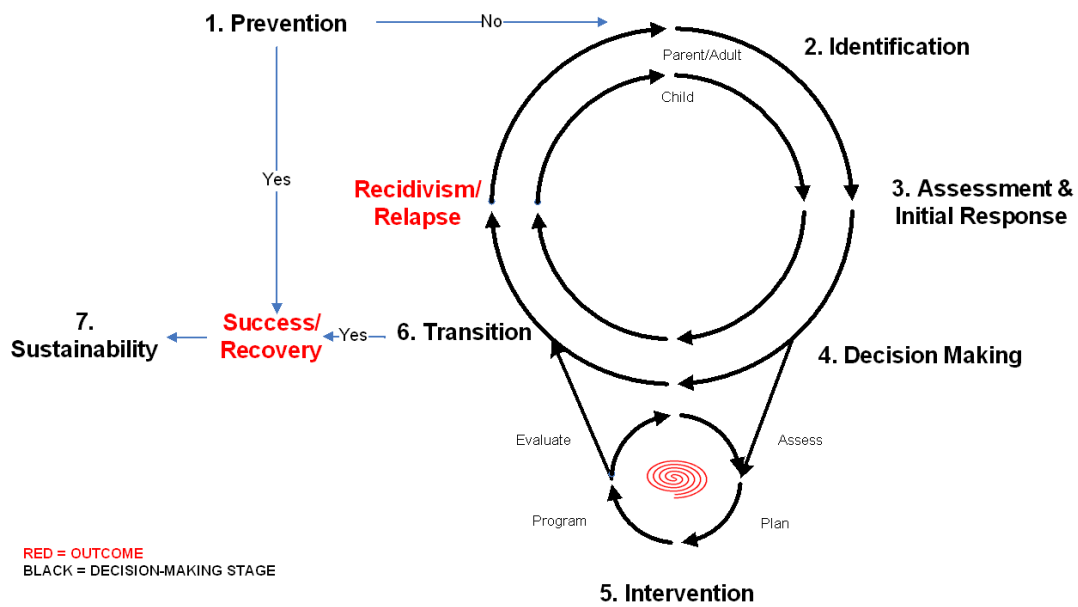 1. Prevention
No
2. Identification
Parent/Adult
Child
Yes
Recidivism/
Relapse
3. Assessment &
Initial Response
7.
Sustainability
Success/
Recovery
Yes
6. Transition
4. Decision Making
Evaluate
Assess
Program
Plan
RED = OUTCOME
BLACK = DECISION-MAKING STAGE
5. Intervention